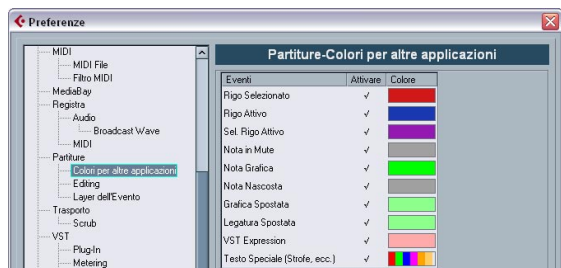 Preferenze
MIDI
MIDI File
Filtro MIDI
MediaBay
Registra
Audio
Broadcast Wave
MIDI
Partiture
Colori per altre applicazioni
Editing
Layer dell'Evento
Trasporto
Scrub
VST
Plug-In
Metering
Partiture-Colori per altre applicazioni
Eventi Attivare Colore
Rigo Selezionato √
Rigo Attivo √
Sel. Rigo Attivo √
Nota in Mute √
Nota Grafica √
Nota Nascosta √
Grafica Spostata √
Legatura Spostata √
VST Expression √
Testo Speciale (Strofe, ecc.) √